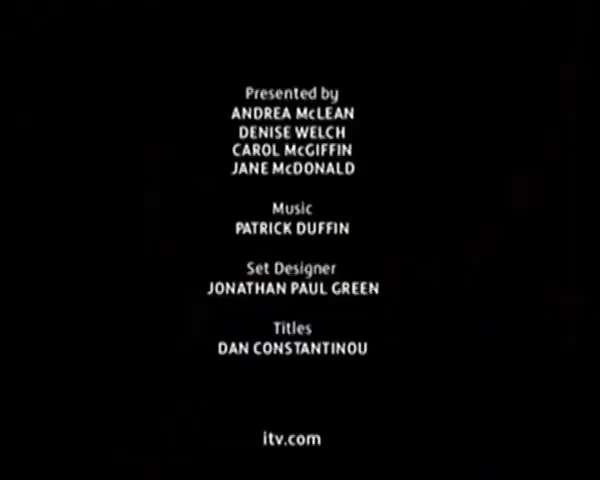 Presented by
ANDREA McLEAN
DENISE WELCH
CAROL McGIFFIN
JANE McDONALD
Music
PATRICK DUFFIN
Set Designer
JONATHAN PAUL GREEN
Titles
DAN CONSTANTINOU
itv.com